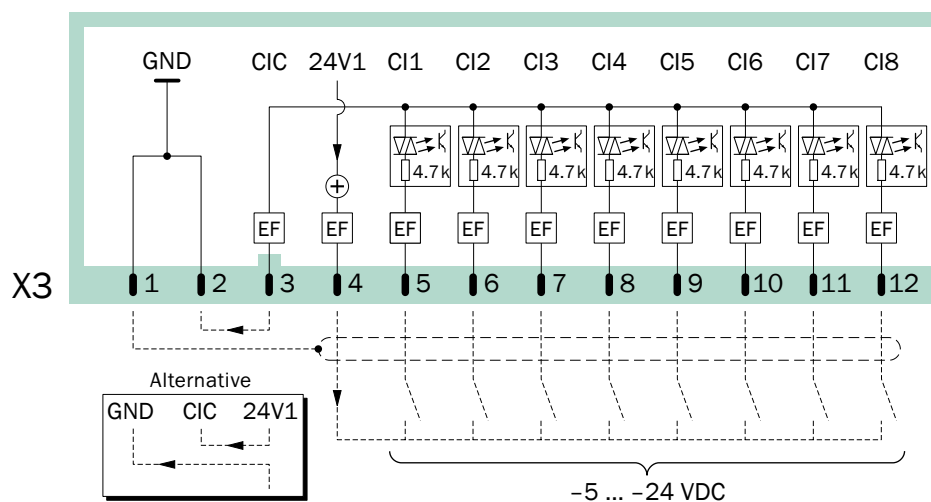 GND CIC 24V1 CI1 CI2 CI3 CI4 CI5 CI6 CI7 CI8
4.7k 4.7k 4.7k 4.7k 4.7k 4.7k 4.7k 4.7k
+
EF EF EF EF EF EF EF EF EF EF
X3 1 2 3 4 5 6 7 8 9 10 11 12
Alternative
GND CIC 24V1
–5 ... –24 VDC